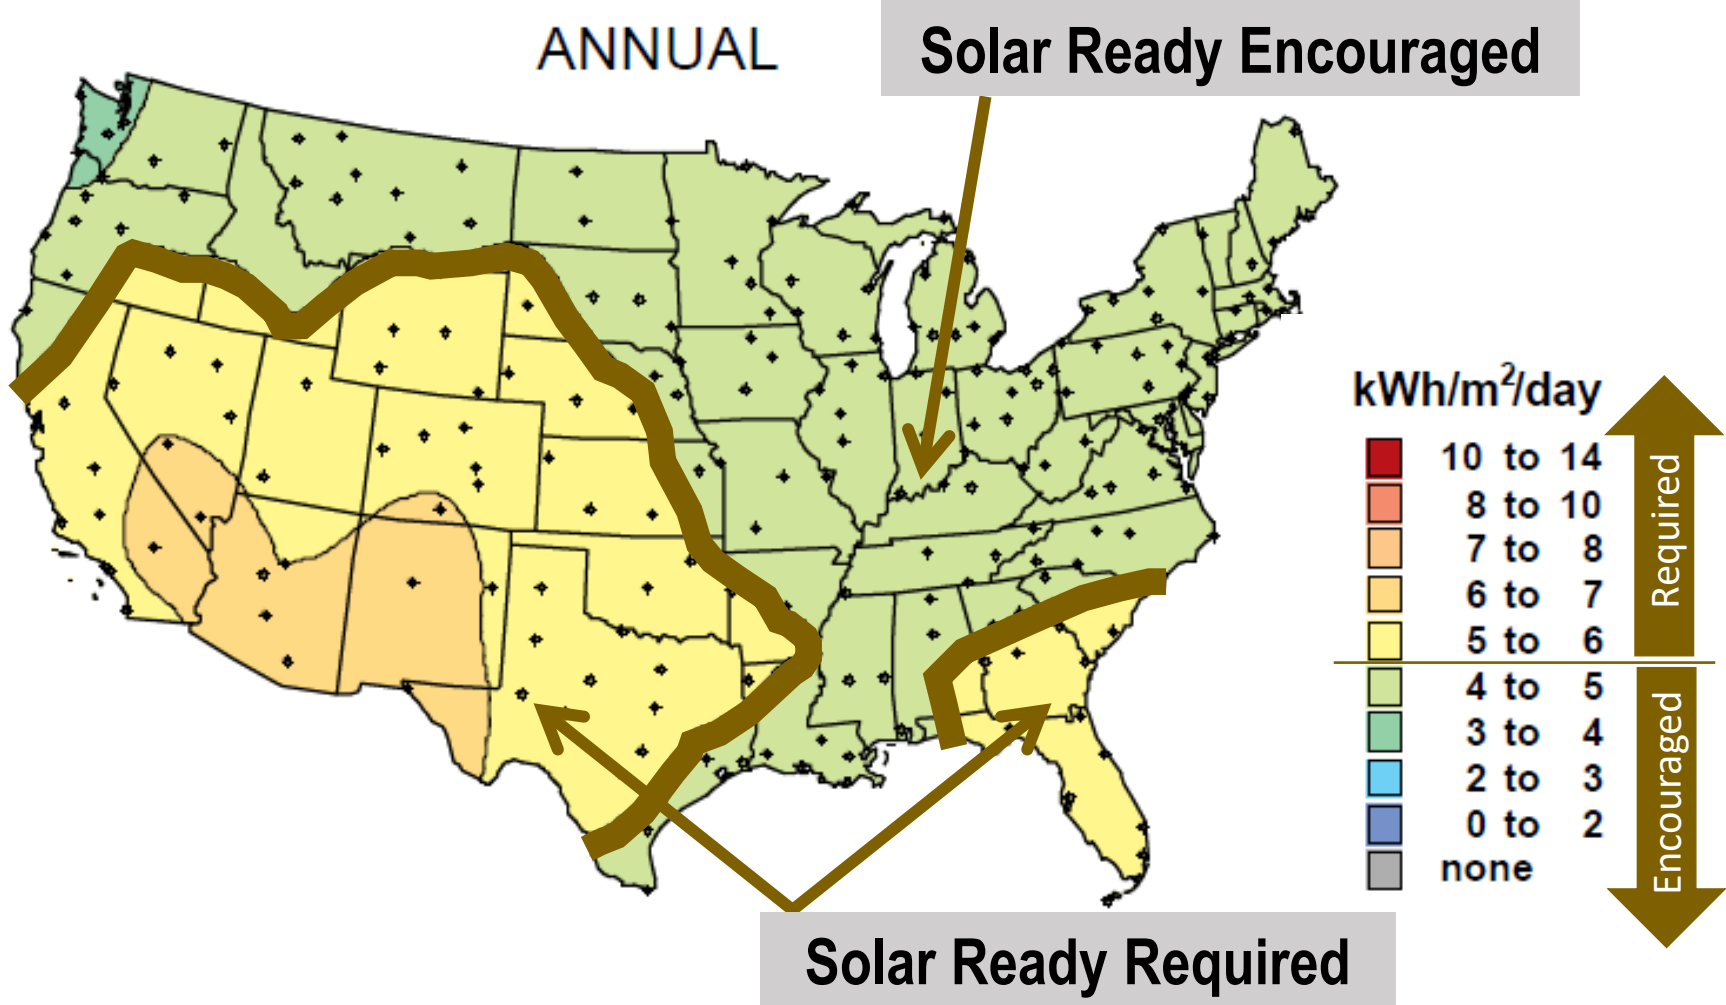 ANNUAL
Solar Ready Encouraged
kWh/m²/day
10 to 14
8 to 10
7 to 8
6 to 7
5 to 6
4 to 5
3 to 4
2 to 3
0 to 2
none
Required
Encouraged
Solar Ready Required